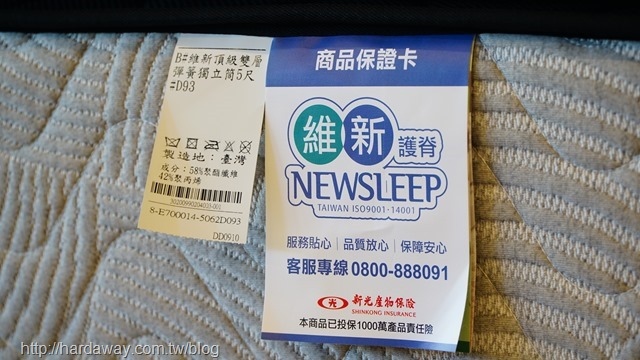 B#維新頂級雙層
彈簧獨立筒5尺
#D93
製造地：臺灣
成分：58%聚酯纖維
42%聚丙烯
30200990204003-001
8-E700014-5062D093
DD0910
商品保證卡
維新護脊
NEWSLEEP
TAIWAN ISO9001·14001
服務貼心｜品質放心｜保障安心
客服專線 0800-888091
新光產物保險
SHINKONG INSURANCE
本商品已投保1000萬產品責任險
http://hardaway.com.tw/blog